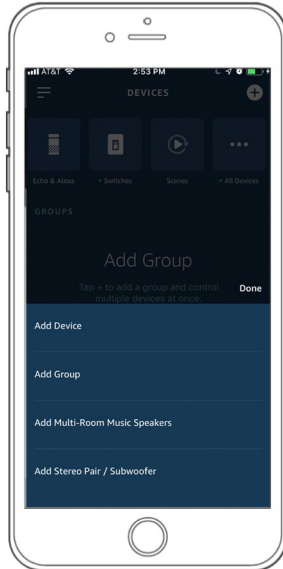 AT&T 2:53 PM
DEVICES
Echo & Alexa + Switches Scenes + All Devices
GROUPS
Add Group
Tap + to add a group and control
multiple devices at once.
Done
Add Device
Add Group
Add Multi-Room Music Speakers
Add Stereo Pair / Subwoofer